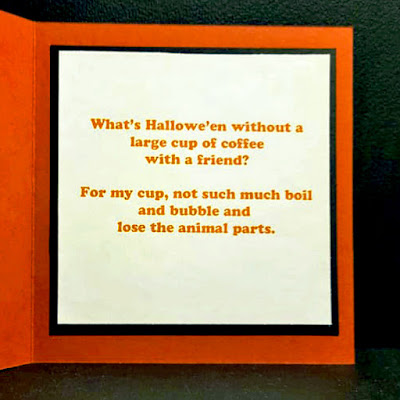 What's Hallowe'en without a
large cup of coffee
with a friend?
For my cup, not such much boil
and bubble and
lose the animal parts.